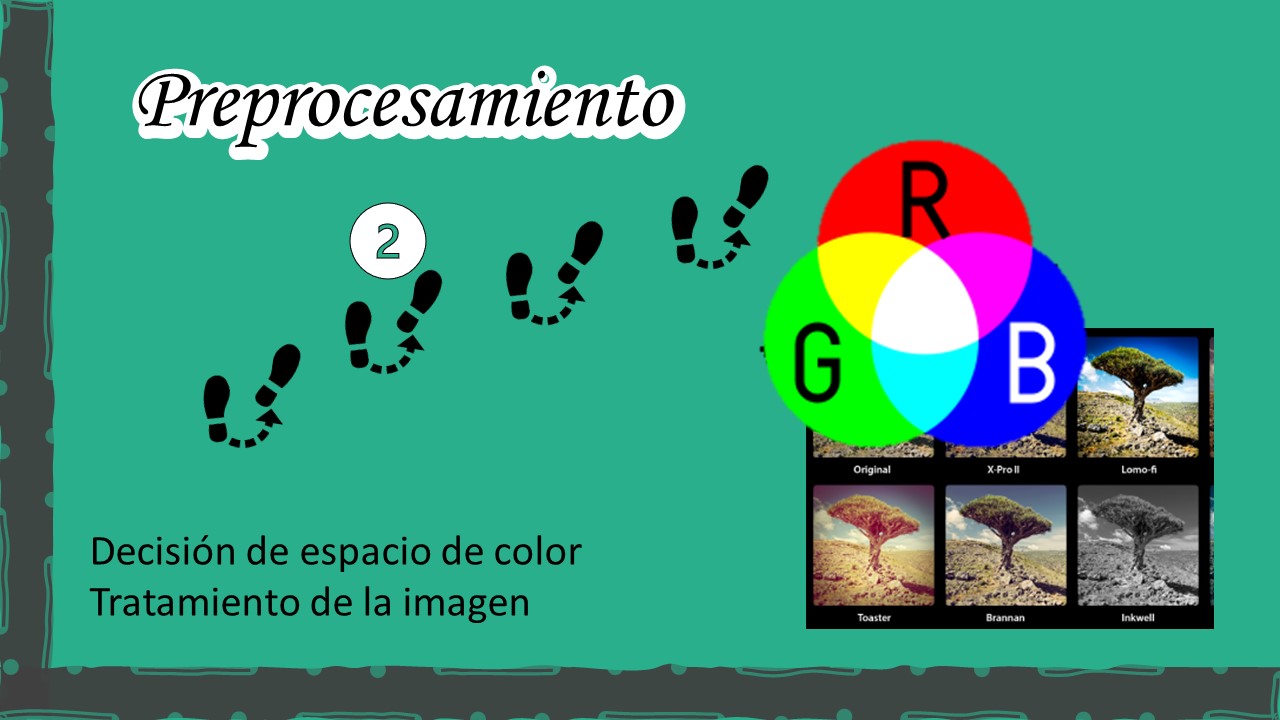 Preprocesamiento
2
R
G
B
Original
X-Pro II
Lomo-fi
Toaster
Brannan
Inkwell
Decisión de espacio de color
Tratamiento de la imagen